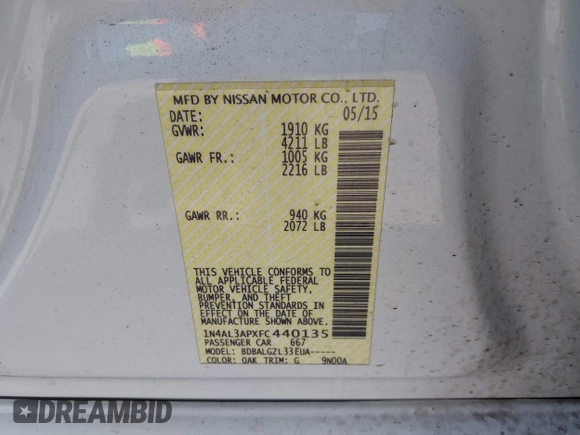 MFD BY NISSAN MOTOR CO., LTD.
DATE: 05/15
GVWR: 1910 KG
4211 LB
GAWR FR.: 1005 KG
2216 LB
GAWR RR.: 940 KG
2072 LB
THIS VEHICLE CONFORMS TO
ALL APPLICABLE FEDERAL
MOTOR VEHICLE SAFETY,
BUMPER, AND THEFT
PREVENTION STANDARDS IN
EFFECT ON THE DATE OF
MANUFACTURE SHOWN ABOVE.
1N4AL3APXFC440135
PASSENGER CAR 667
MODEL: BDBALGZL33EUA-----
COLOR: QAK TRIM: G 9N00A
DREAMBID